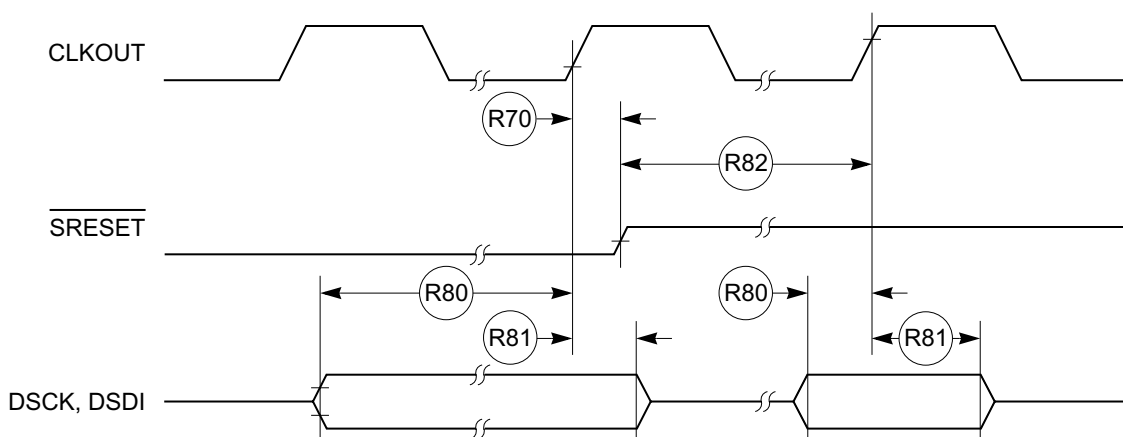 CLKOUT
R70
R82
SRESET
R80
R80
R81
R81
DSCK, DSDI